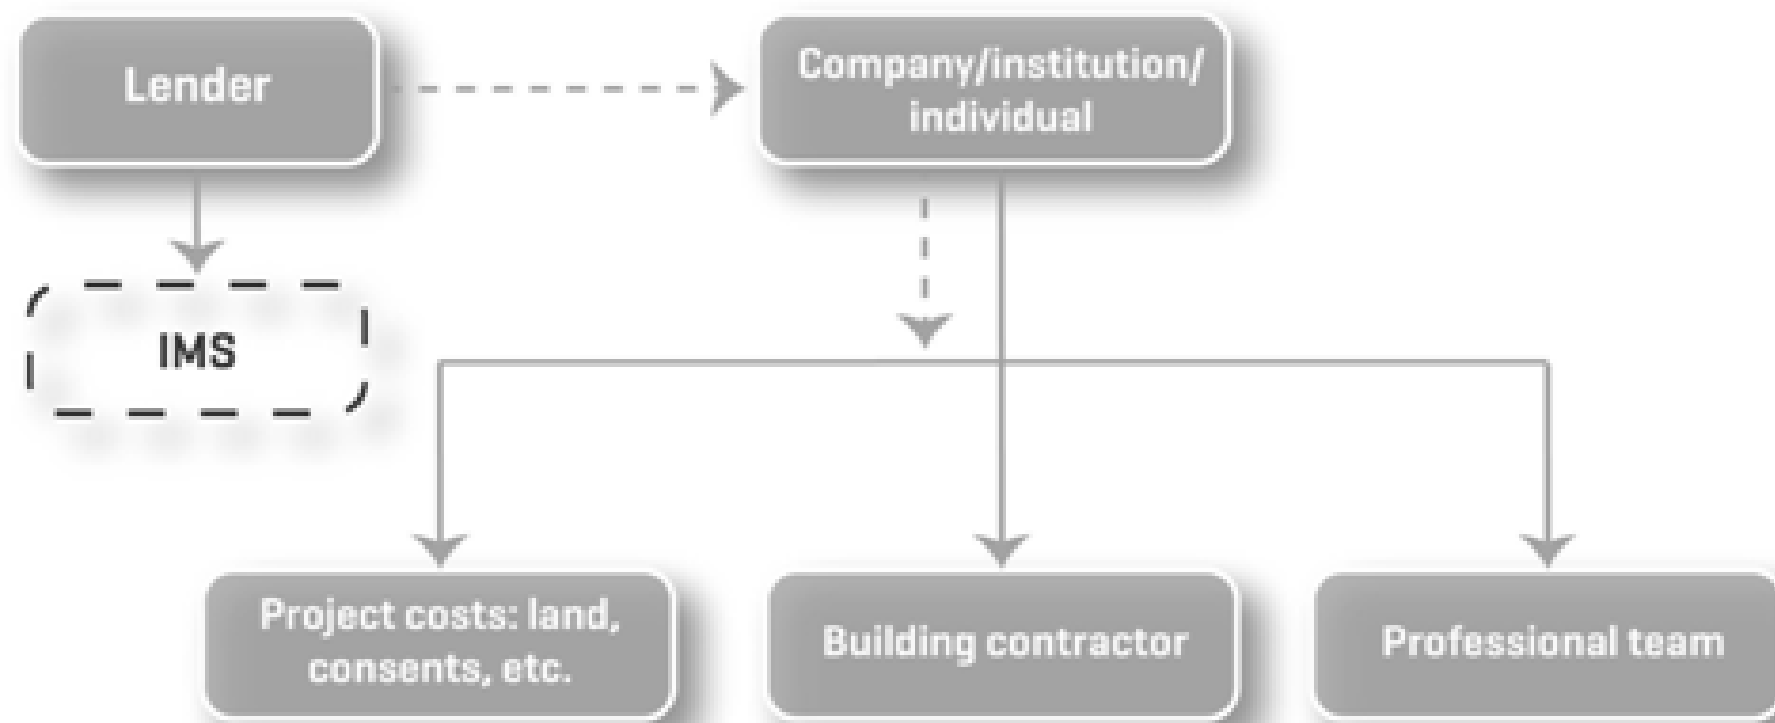 Lender
Company/institution/
individual
IMS
Project costs: land,
consents, etc.
Building contractor
Professional team